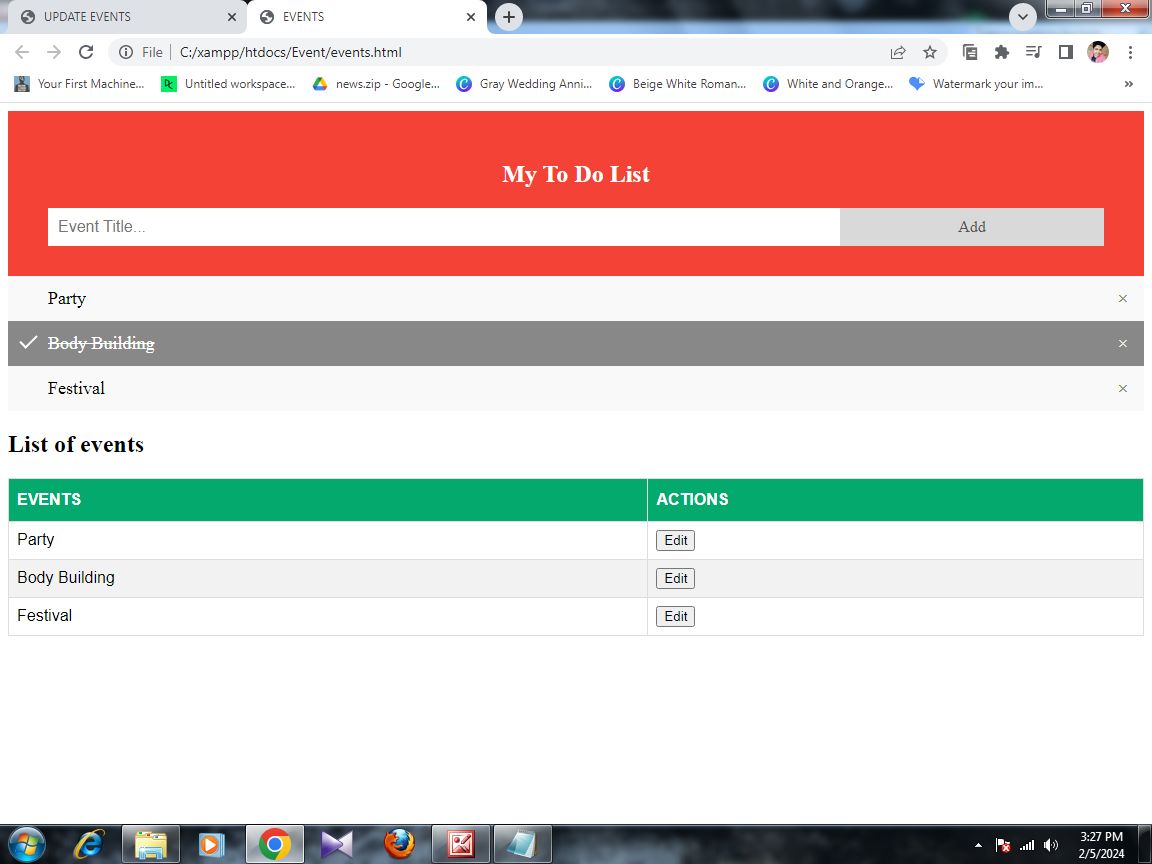 UPDATE EVENTS
EVENTS
File
C:/xampp/htdocs/Event/events.html
Your First Machine...
Untitled workspace...
news.zip - Google...
Gray Wedding Anni...
Beige White Roman...
White and Orange...
Watermark your im...
»
My To Do List
Event Title...
Add
Party ×
Body Building ×
Festival ×
List of events
EVENTS ACTIONS
Party Edit
Body Building Edit
Festival Edit
3:27 PM
2/5/2024